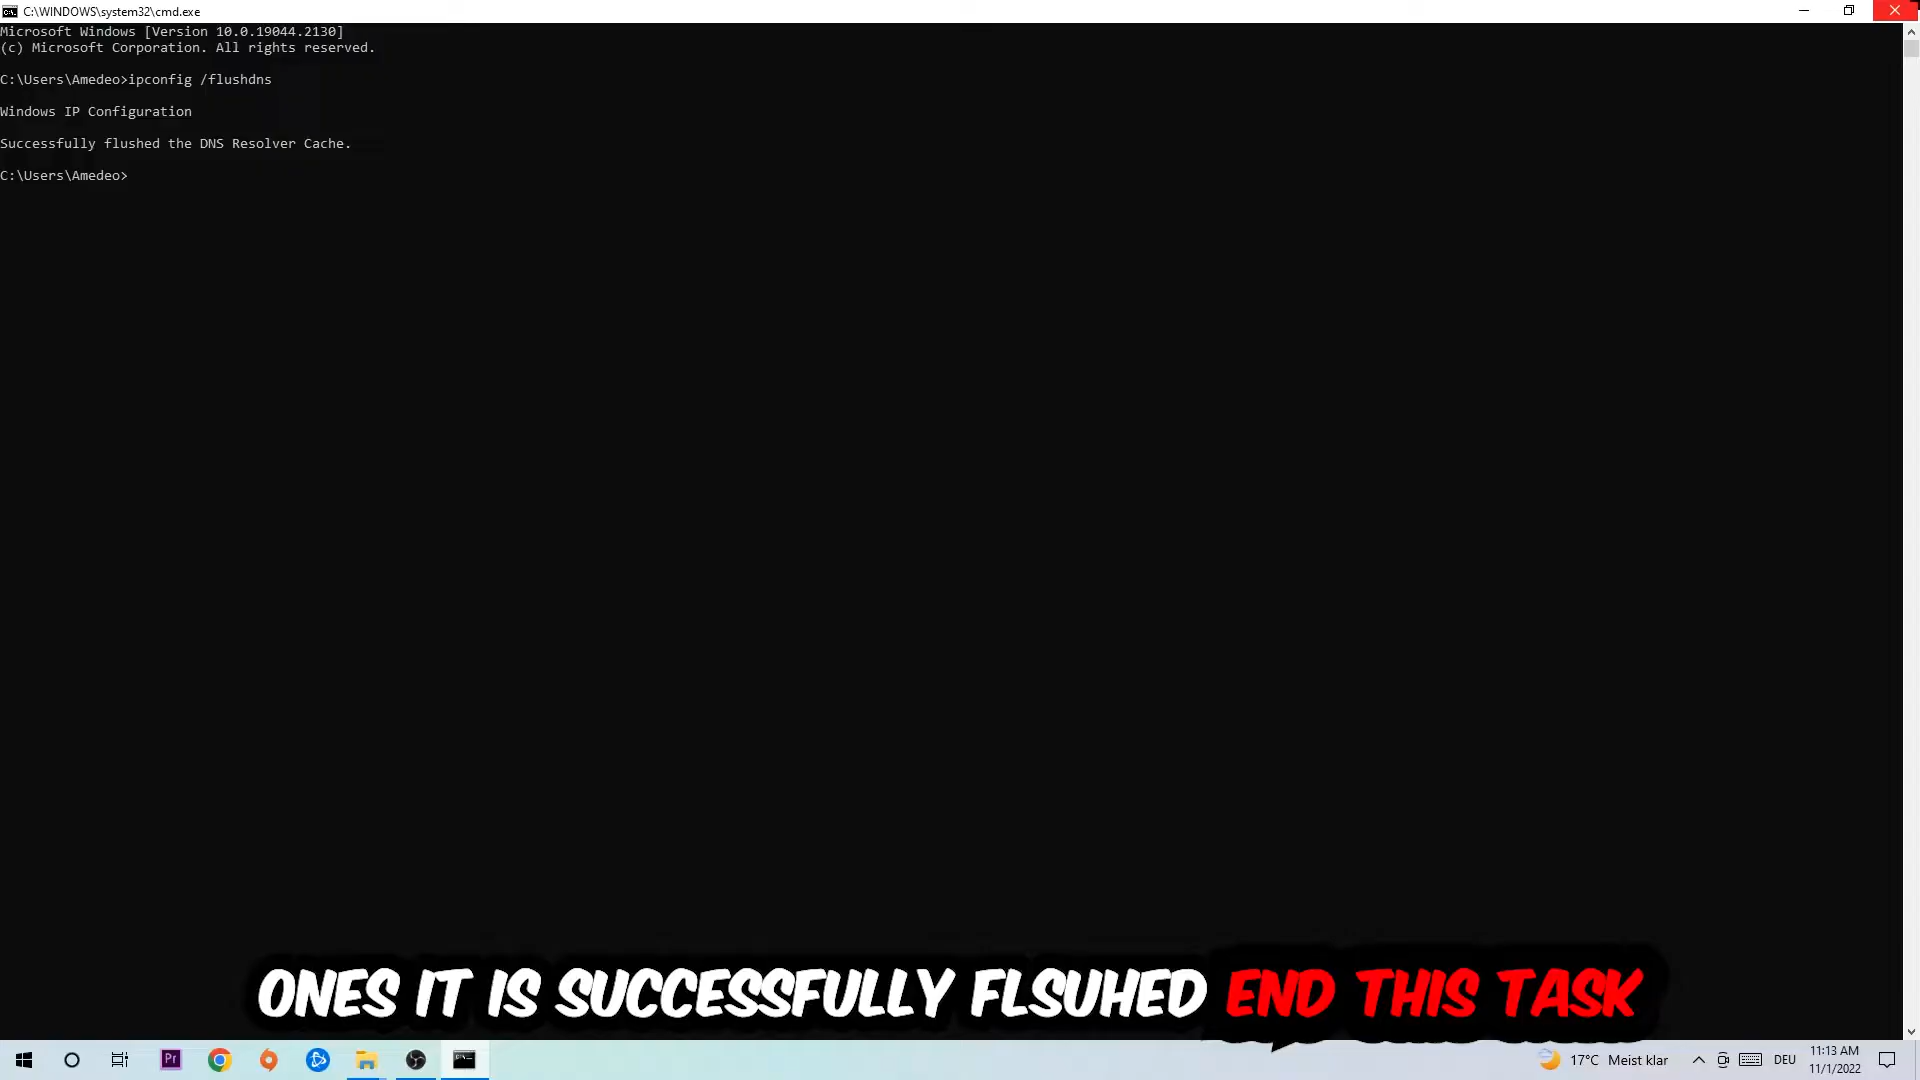 C:\WINDOWS\system32\cmd.exe
Microsoft Windows [Version 10.0.19044.2130]
(c) Microsoft Corporation. All rights reserved.
C:\Users\Amedeo>ipconfig /flushdns
Windows IP Configuration
Successfully flushed the DNS Resolver Cache.
C:\Users\Amedeo>
ONES IT IS SUCCESSFULLY FLSUHED END THIS TASK
Pr
17°C Meist klar
DEU
11:13 AM
11/1/2022